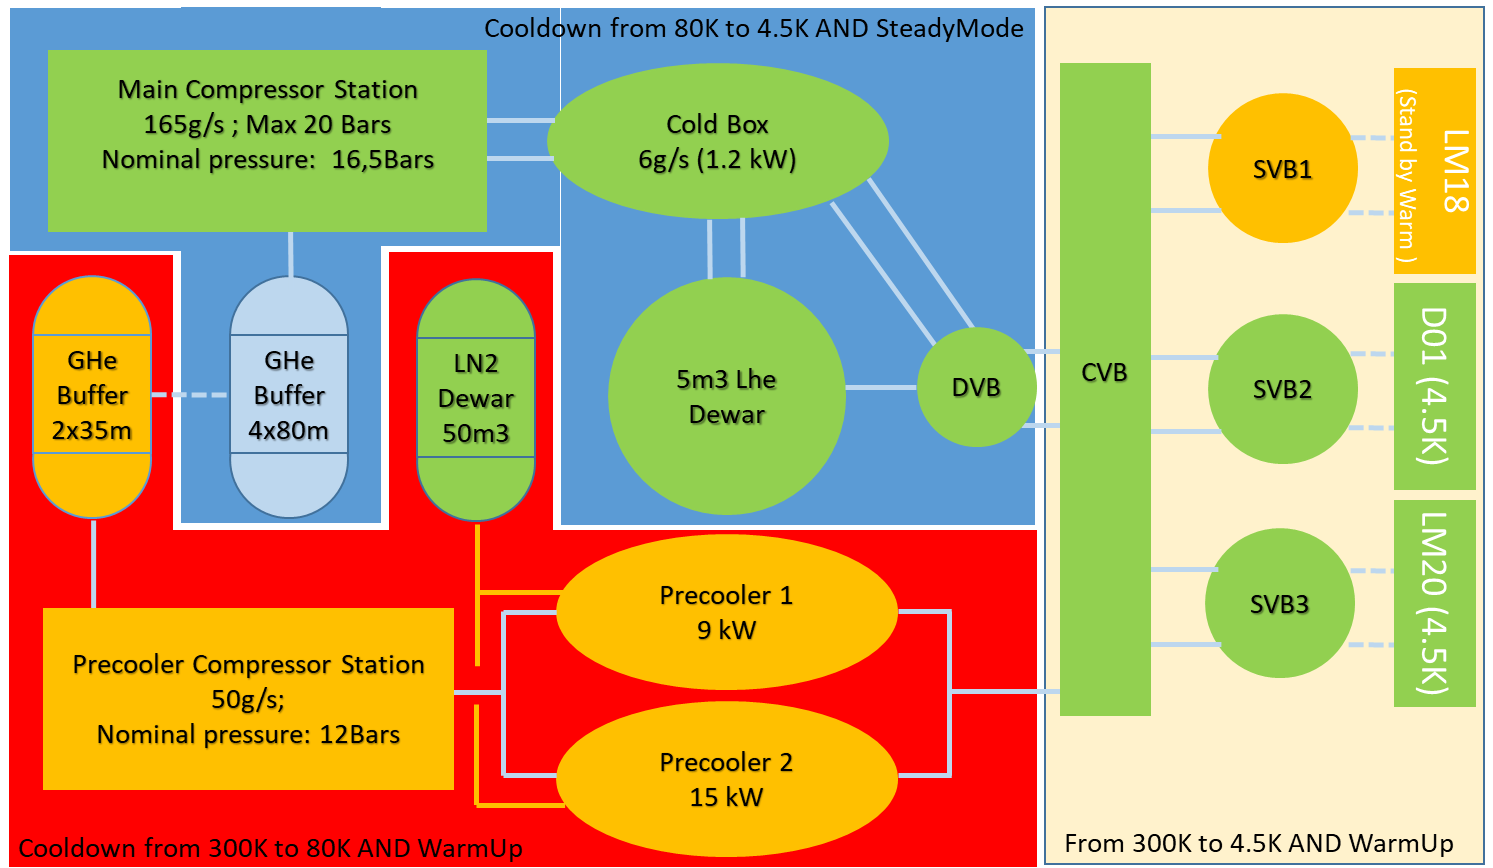 Cooldown from 80K to 4.5K AND SteadyMode
Main Compressor Station
165g/s ; Max 20 Bars
Nominal pressure:  16,5Bars
Cold Box
6g/s (1.2 kW)
GHe
Buffer
2x35m
GHe
Buffer
4x80m
LN2
Dewar
50m3
5m3 Lhe
Dewar
DVB
CVB
SVB1
SVB2
SVB3
LM18
(Stand by Warm )
D01 (4.5K)
LM20 (4.5K)
Precooler Compressor Station
50g/s;
Nominal pressure: 12Bars
Precooler 1
9 kW
Precooler 2
15 kW
Cooldown from 300K to 80K AND WarmUp
From 300K to 4.5K AND WarmUp